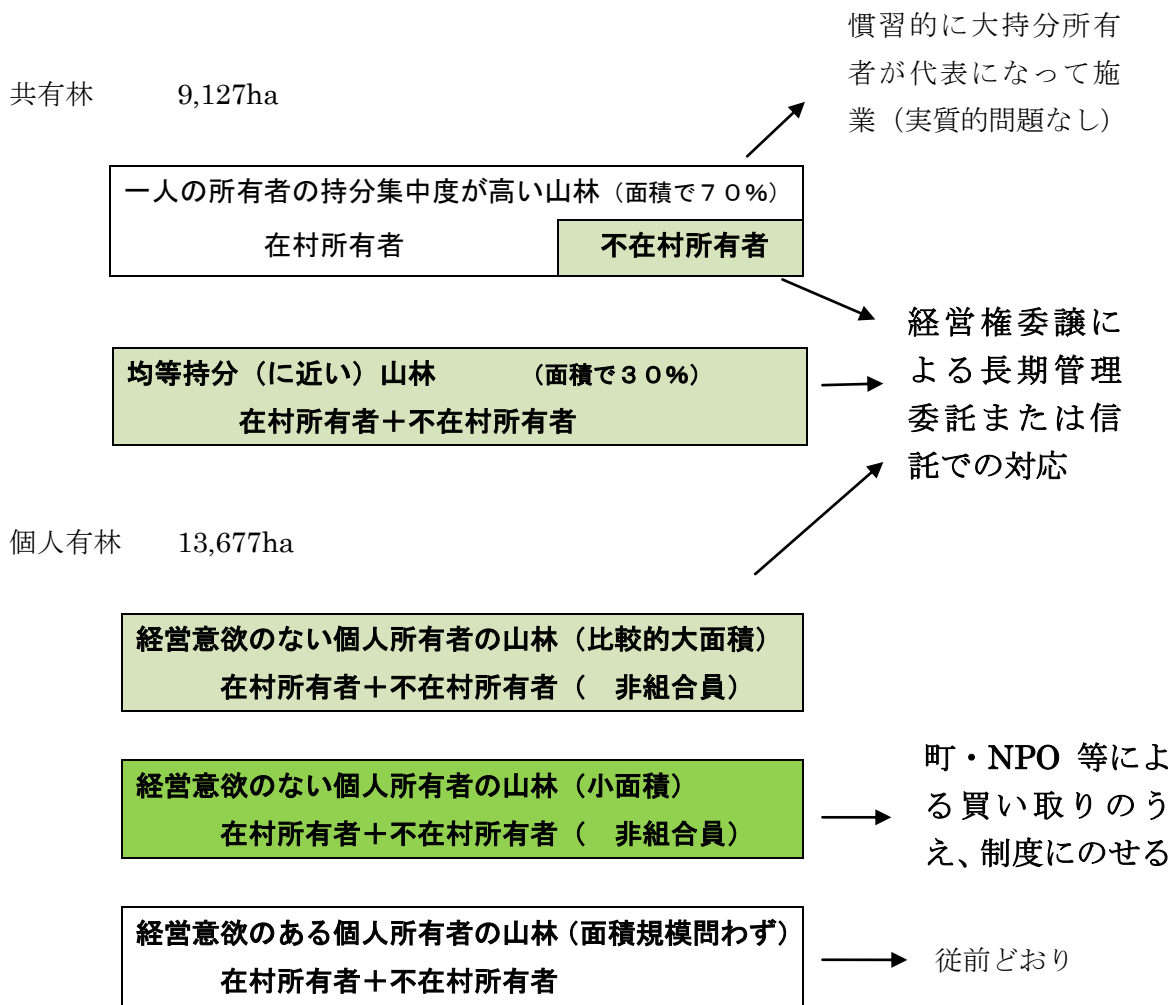 慣習的に大持分所有
者が代表になって施
業（実質的問題なし）
共有林 9,127ha
一人の所有者の持分集中度が高い山林（面積で７０%）
在村所有者 不在村所有者
均等持分（に近い）山林 （面積で３０%）
在村所有者＋不在村所有者
経営権委譲に
よる長期管理
委託または信
託での対応
個人有林 13,677ha
経営意欲のない個人所有者の山林（比較的大面積）
在村所有者＋不在村所有者（ 非組合員）
経営意欲のない個人所有者の山林（小面積）
在村所有者＋不在村所有者（ 非組合員）
町・NPO 等によ
る買い取りのう
え、制度にのせる
経営意欲のある個人所有者の山林（面積規模問わず）
在村所有者＋不在村所有者
従前どおり